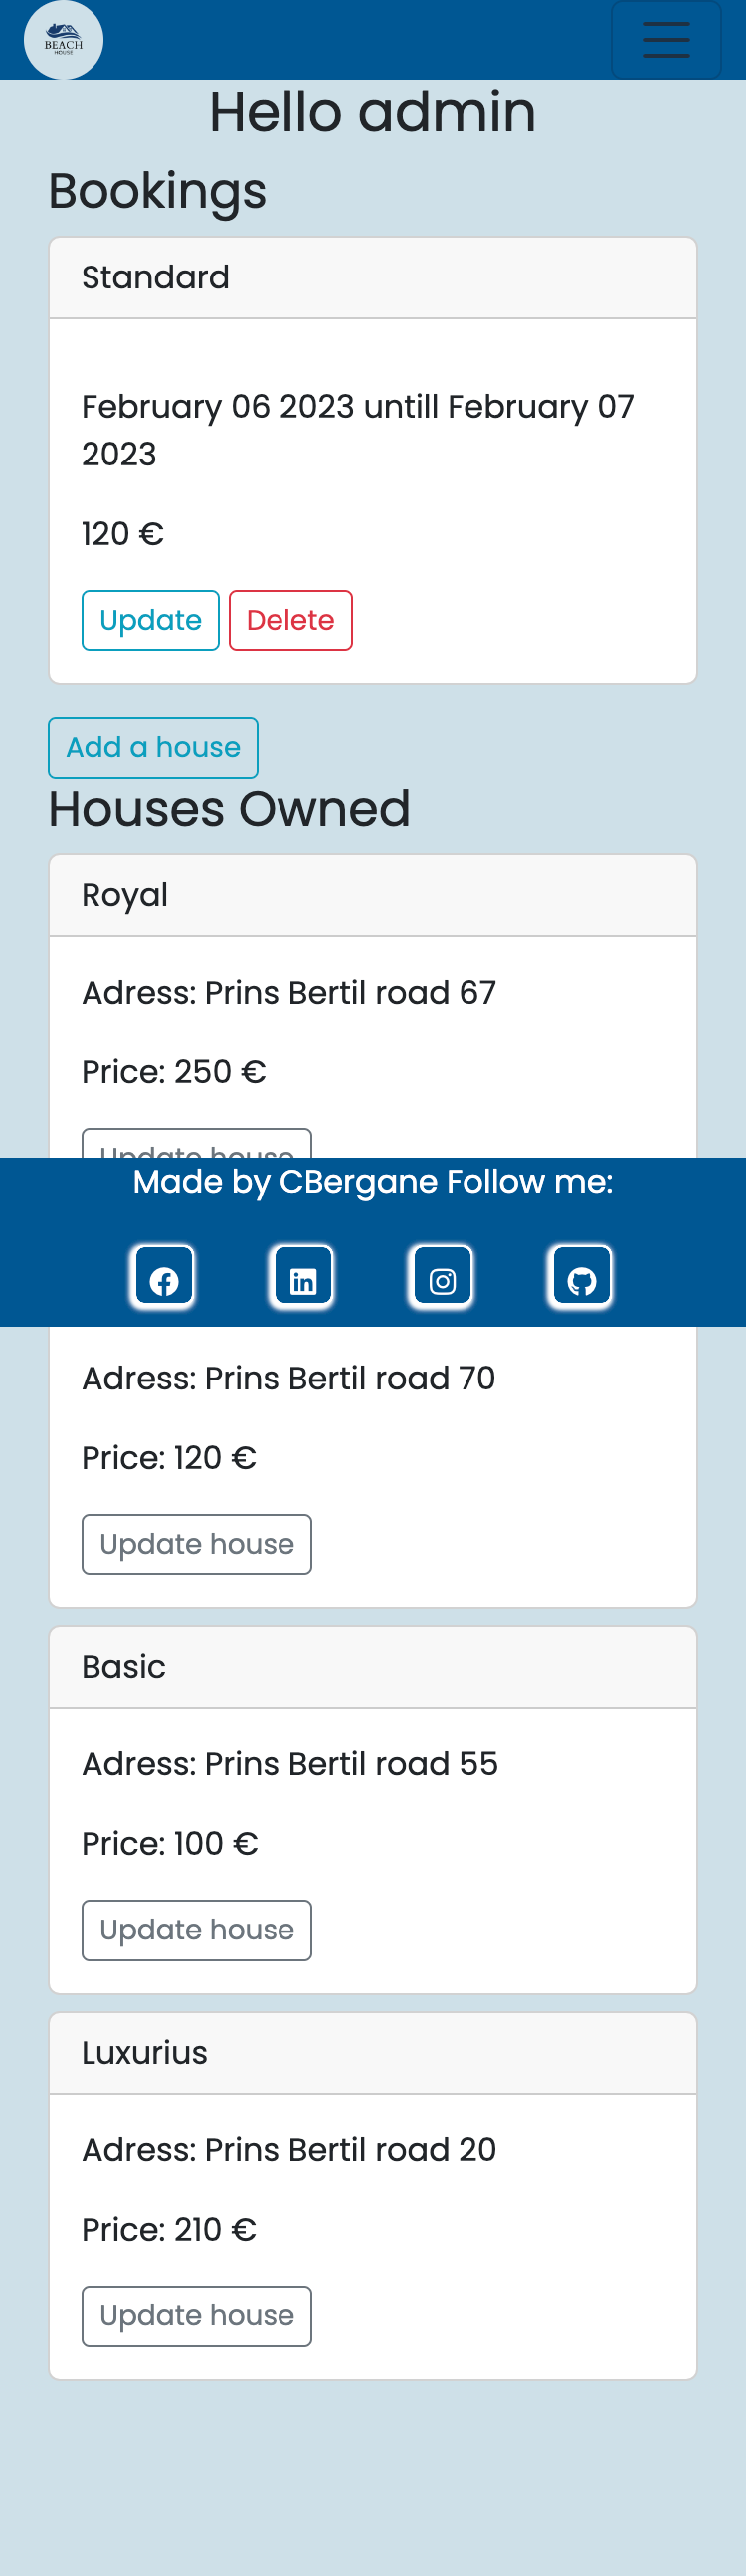 BEACH
HOUSE
Hello admin
Bookings
Standard
February 06 2023 untill February 07
2023
120 €
Update Delete
Add a house
Houses Owned
Royal
Adress: Prins Bertil road 67
Price: 250 €
Update house
Made by CBergane Follow me:
Adress: Prins Bertil road 70
Price: 120 €
Update house
Basic
Adress: Prins Bertil road 55
Price: 100 €
Update house
Luxurius
Adress: Prins Bertil road 20
Price: 210 €
Update house